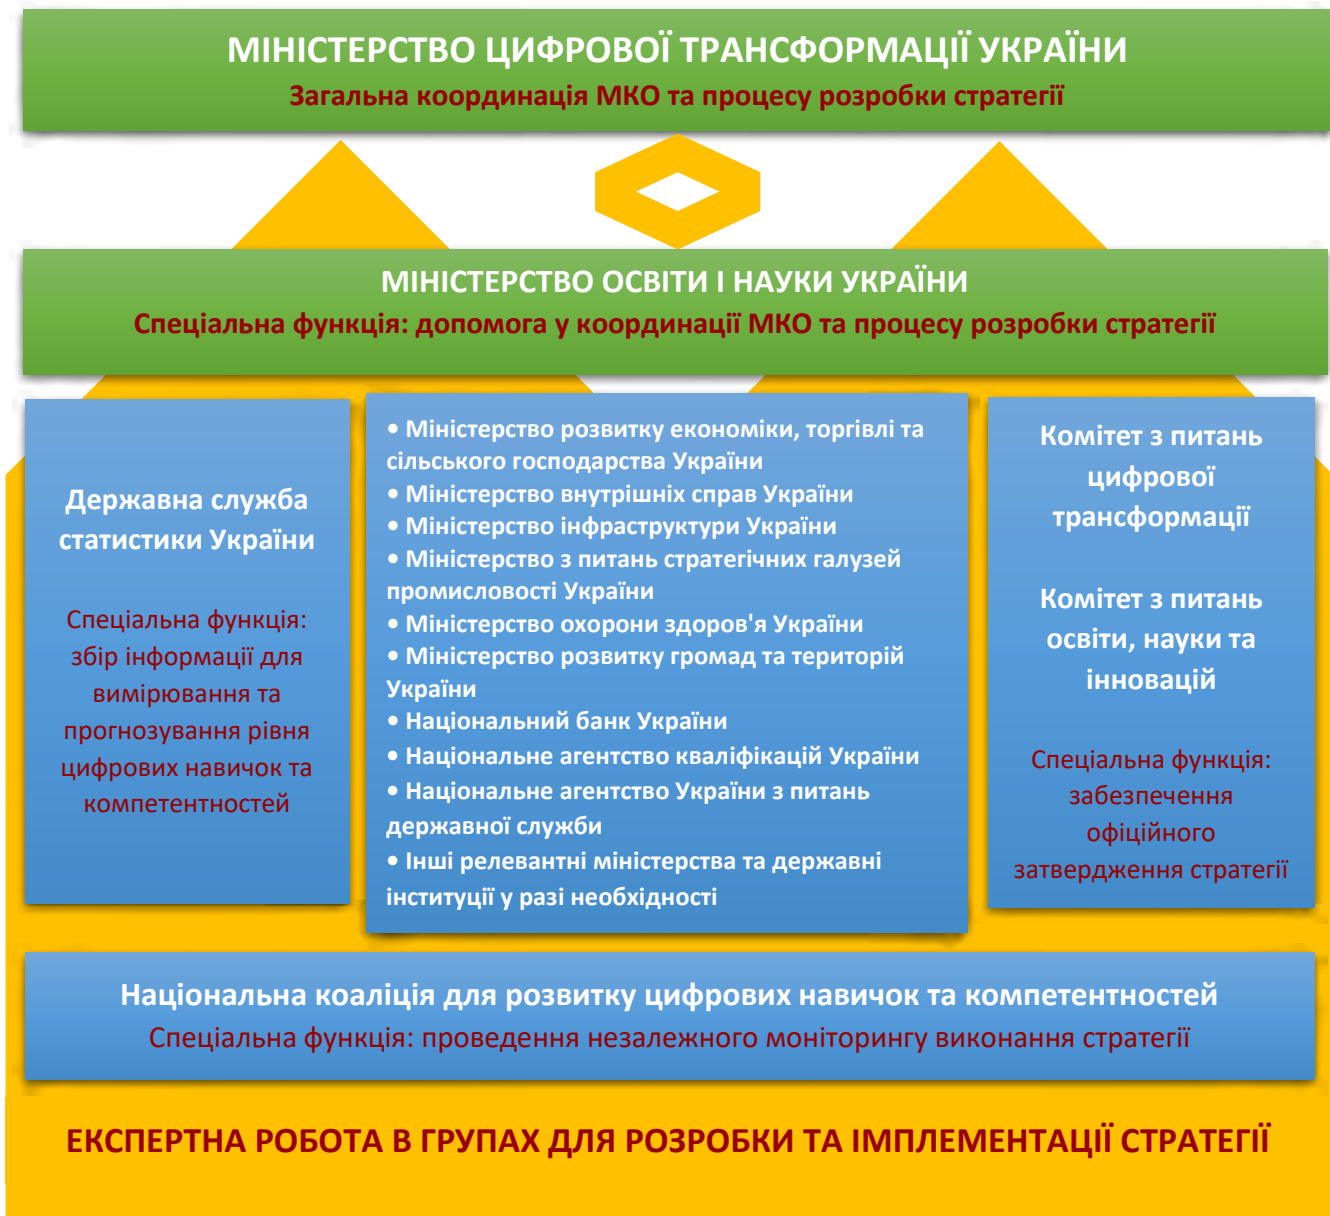 МІНІСТЕРСТВО ЦИФРОВОЇ ТРАНСФОРМАЦІЇ УКРАЇНИ
Загальна координація МКО та процесу розробки стратегії
МІНІСТЕРСТВО ОСВІТИ І НАУКИ УКРАЇНИ
Спеціальна функція: допомога у координації МКО та процесу розробки стратегії
Державна служба
статистики України
Спеціальна функція:
збір інформації для
вимірювання та
прогнозування рівня
цифрових навичок та
компетентностей
• Міністерство розвитку економіки, торгівлі та
сільського господарства України
• Міністерство внутрішніх справ України
• Міністерство інфраструктури України
• Міністерство з питань стратегічних галузей
промисловості України
• Міністерство охорони здоров'я України
• Міністерство розвитку громад та територій
України
• Національний банк України
• Національне агентство кваліфікацій України
• Національне агентство України з питань
державної служби
• Інші релевантні міністерства та державні
інституції у разі необхідності
Комітет з питань
цифрової
трансформації
Комітет з питань
освіти, науки та
інновацій
Спеціальна функція:
забезпечення
офіційного
затвердження стратегії
Національна коаліція для розвитку цифрових навичок та компетентностей
Спеціальна функція: проведення незалежного моніторингу виконання стратегії
ЕКСПЕРТНА РОБОТА В ГРУПАХ ДЛЯ РОЗРОБКИ ТА ІМПЛЕМЕНТАЦІЇ СТРАТЕГІЇ